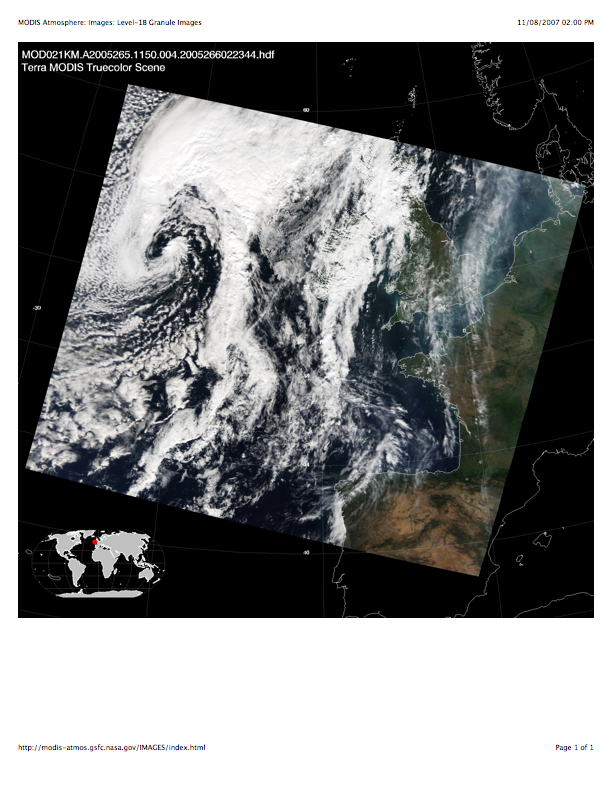 MODIS Atmosphere: Images: Level-1B Granule Images
11/08/2007 02:00 PM
MOD021KM.A2005265.1150.004.2005266022344.hdf
Terra MODIS Truecolor Scene
60
-30
0
40
http://modis-atmos.gsfc.nasa.gov/IMAGES/index.html
Page 1 of 1